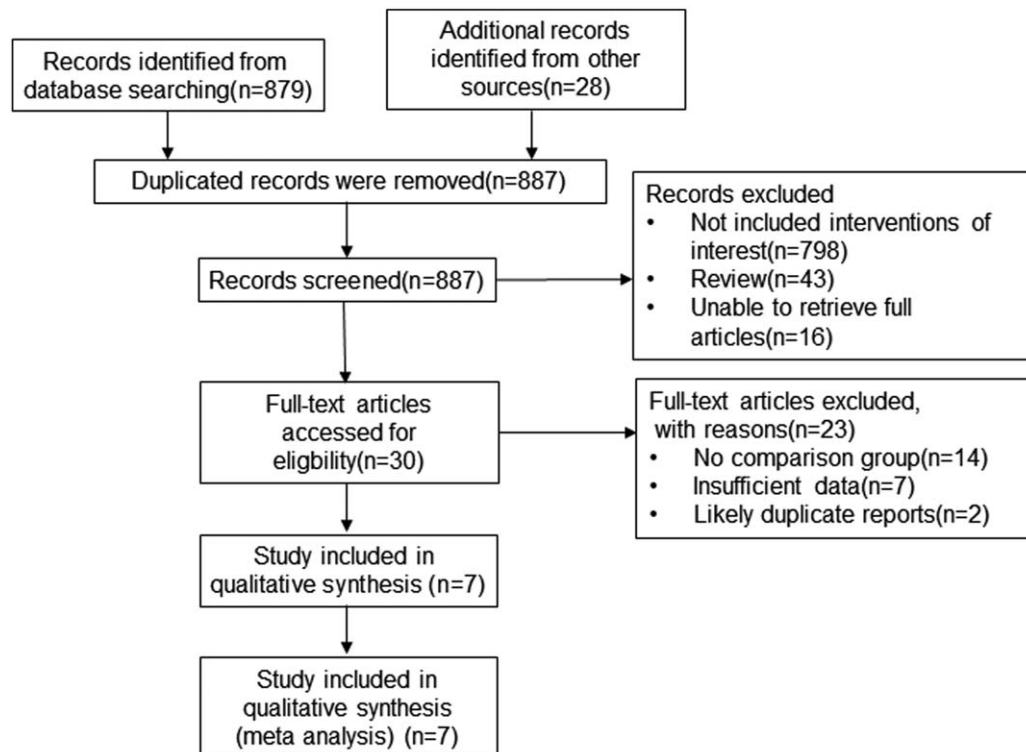 Records identified from
database searching(n=879)
Additional records
identified from other
sources(n=28)
Duplicated records were removed(n=887)
Records screened(n=887)
Records excluded
• Not included interventions of
interest(n=798)
• Review(n=43)
• Unable to retrieve full
articles(n=16)
Full-text articles
accessed for
eligbility(n=30)
Full-text articles excluded,
with reasons(n=23)
• No comparison group(n=14)
• Insufficient data(n=7)
• Likely duplicate reports(n=2)
Study included in
qualitative synthesis (n=7)
Study included in
qualitative synthesis
(meta analysis) (n=7)